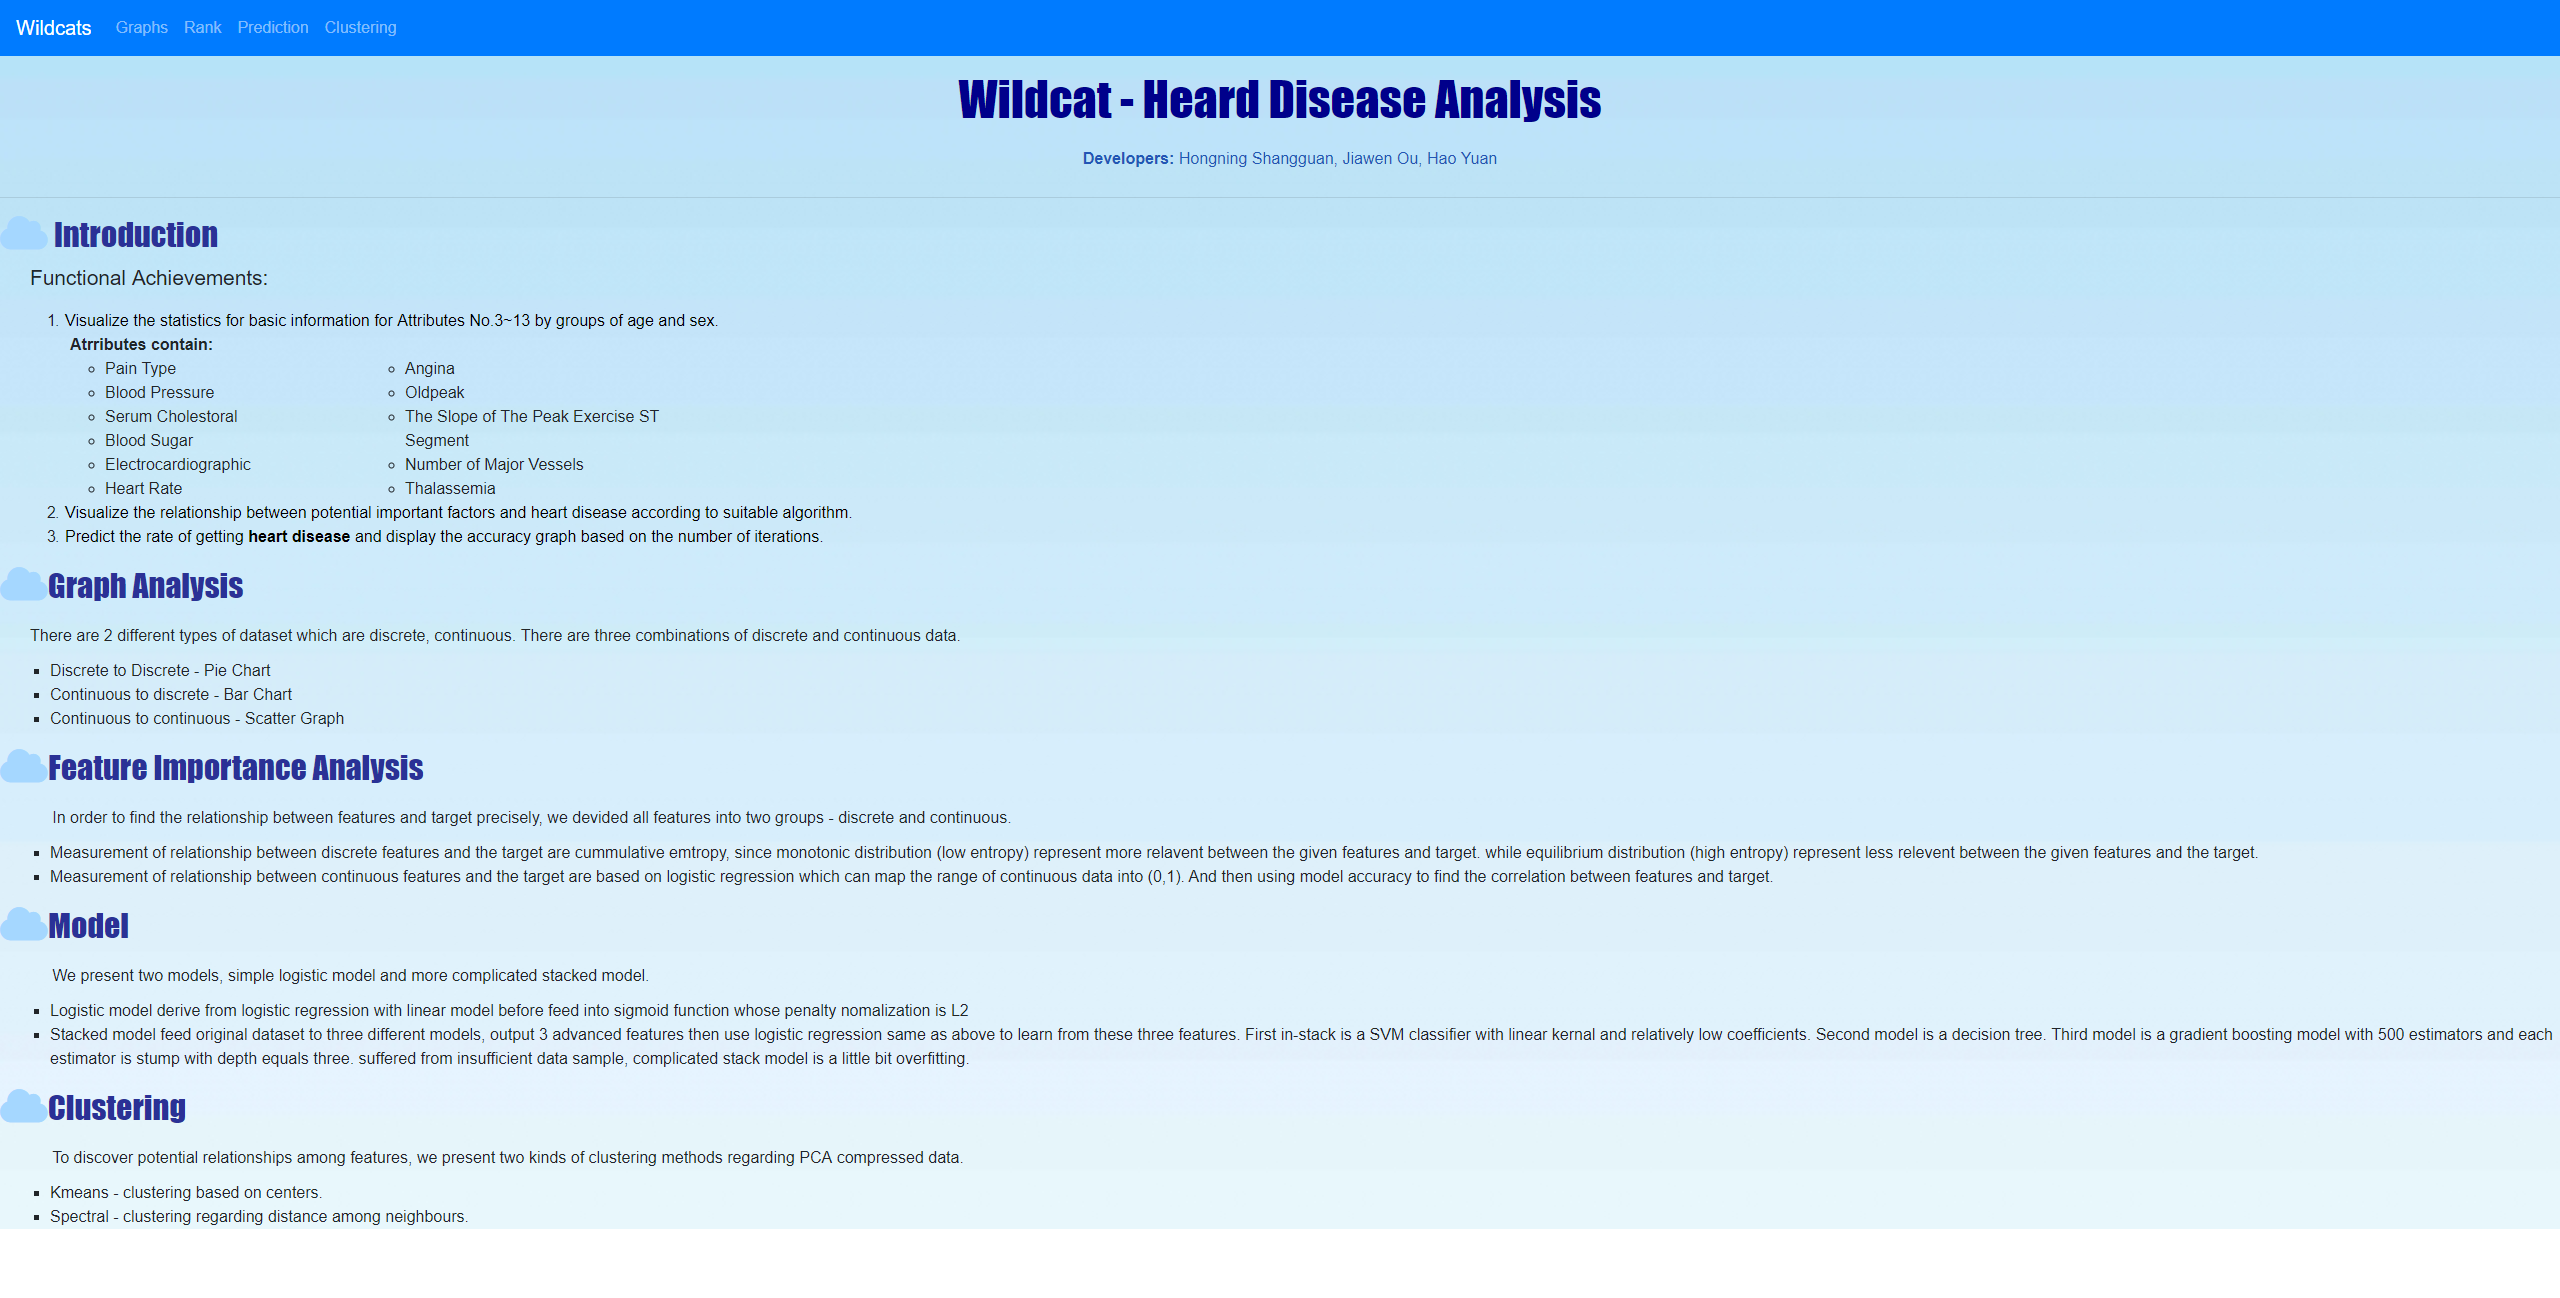 Wildcats Graphs Rank Prediction Clustering
Wildcat - Heard Disease Analysis
Developers: Hongning Shangguan, Jiawen Ou, Hao Yuan
Introduction
Functional Achievements:
1. Visualize the statistics for basic information for Attributes No.3~13 by groups of age and sex.
Atrributes contain:
Pain Type
Blood Pressure
Serum Cholestoral
Blood Sugar
Electrocardiographic
Heart Rate
Angina
Oldpeak
The Slope of The Peak Exercise ST
Segment
Number of Major Vessels
Thalassemia
2. Visualize the relationship between potential important factors and heart disease according to suitable algorithm.
3. Predict the rate of getting heart disease and display the accuracy graph based on the number of iterations.
Graph Analysis
There are 2 different types of dataset which are discrete, continuous. There are three combinations of discrete and continuous data.
Discrete to Discrete - Pie Chart
Continuous to discrete - Bar Chart
Continuous to continuous - Scatter Graph
Feature Importance Analysis
In order to find the relationship between features and target precisely, we devided all features into two groups - discrete and continuous.
Measurement of relationship between discrete features and the target are cummulative emtropy, since monotonic distribution (low entropy) represent more relavent between the given features and target. while equilibrium distribution (high entropy) represent less relevent between the given features and the target.
Measurement of relationship between continuous features and the target are based on logistic regression which can map the range of continuous data into (0,1). And then using model accuracy to find the correlation between features and target.
Model
We present two models, simple logistic model and more complicated stacked model.
Logistic model derive from logistic regression with linear model before feed into sigmoid function whose penalty nomalization is L2
Stacked model feed original dataset to three different models, output 3 advanced features then use logistic regression same as above to learn from these three features. First in-stack is a SVM classifier with linear kernal and relatively low coefficients. Second model is a decision tree. Third model is a gradient boosting model with 500 estimators and each
estimator is stump with depth equals three. suffered from insufficient data sample, complicated stack model is a little bit overfitting.
Clustering
To discover potential relationships among features, we present two kinds of clustering methods regarding PCA compressed data.
Kmeans - clustering based on centers.
Spectral - clustering regarding distance among neighbours.